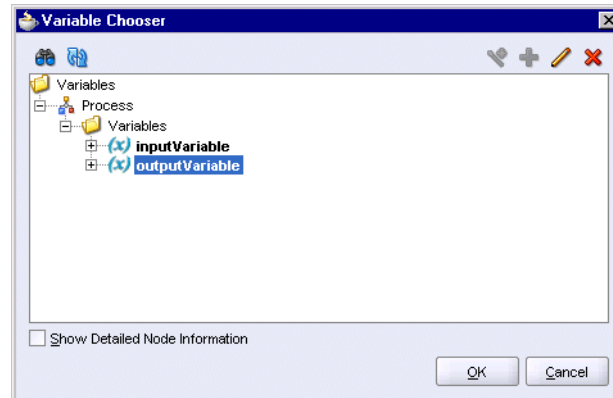 Variable Chooser
Variables
Process
Variables
(x) inputVariable
(x) outputVariable
Show Detailed Node Information
OK
Cancel